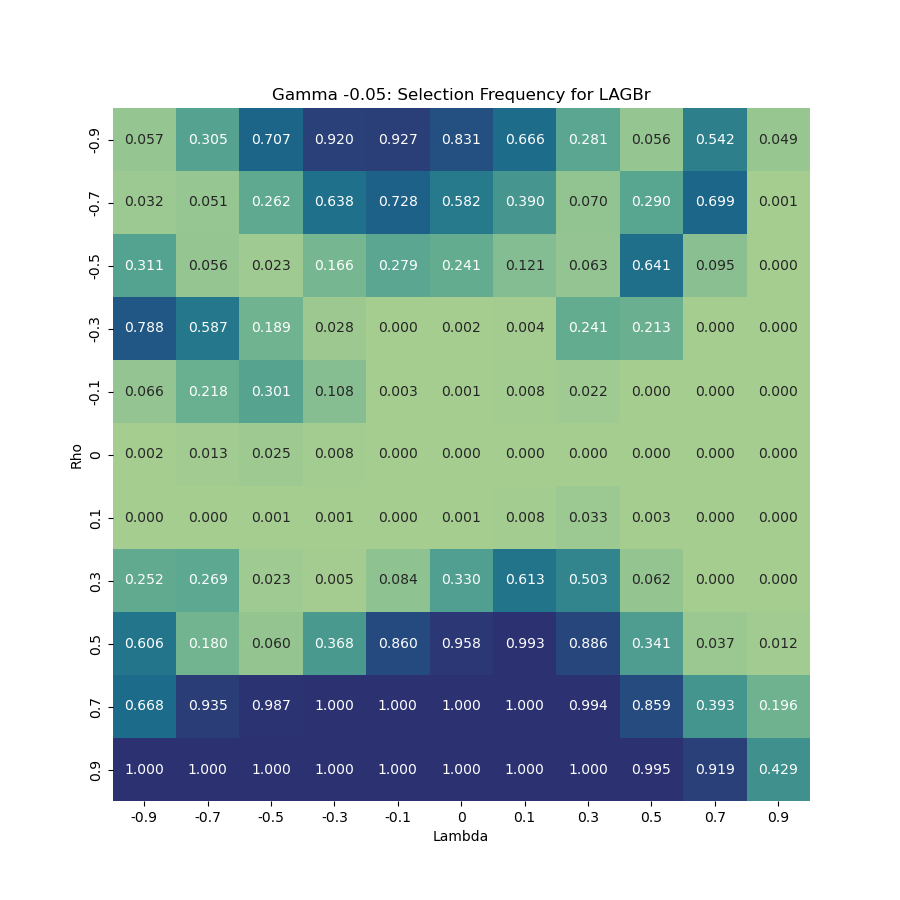 Gamma -0.05: Selection Frequency for LAGBr
-0.9 0.057 0.305 0.707 0.920 0.927 0.831 0.666 0.281 0.056 0.542 0.049
-0.7 0.032 0.051 0.262 0.638 0.728 0.582 0.390 0.070 0.290 0.699 0.001
-0.5 0.311 0.056 0.023 0.166 0.279 0.241 0.121 0.063 0.641 0.095 0.000
-0.3 0.788 0.587 0.189 0.028 0.000 0.002 0.004 0.241 0.213 0.000 0.000
-0.1 0.066 0.218 0.301 0.108 0.003 0.001 0.008 0.022 0.000 0.000 0.000
Rho
0 0.002 0.013 0.025 0.008 0.000 0.000 0.000 0.000 0.000 0.000 0.000
0.1 0.000 0.000 0.001 0.001 0.000 0.001 0.008 0.033 0.003 0.000 0.000
0.3 0.252 0.269 0.023 0.005 0.084 0.330 0.613 0.503 0.062 0.000 0.000
0.5 0.606 0.180 0.060 0.368 0.860 0.958 0.993 0.886 0.341 0.037 0.012
0.7 0.668 0.935 0.987 1.000 1.000 1.000 1.000 0.994 0.859 0.393 0.196
0.9 1.000 1.000 1.000 1.000 1.000 1.000 1.000 1.000 0.995 0.919 0.429
-0.9 -0.7 -0.5 -0.3 -0.1 0 0.1 0.3 0.5 0.7 0.9
Lambda